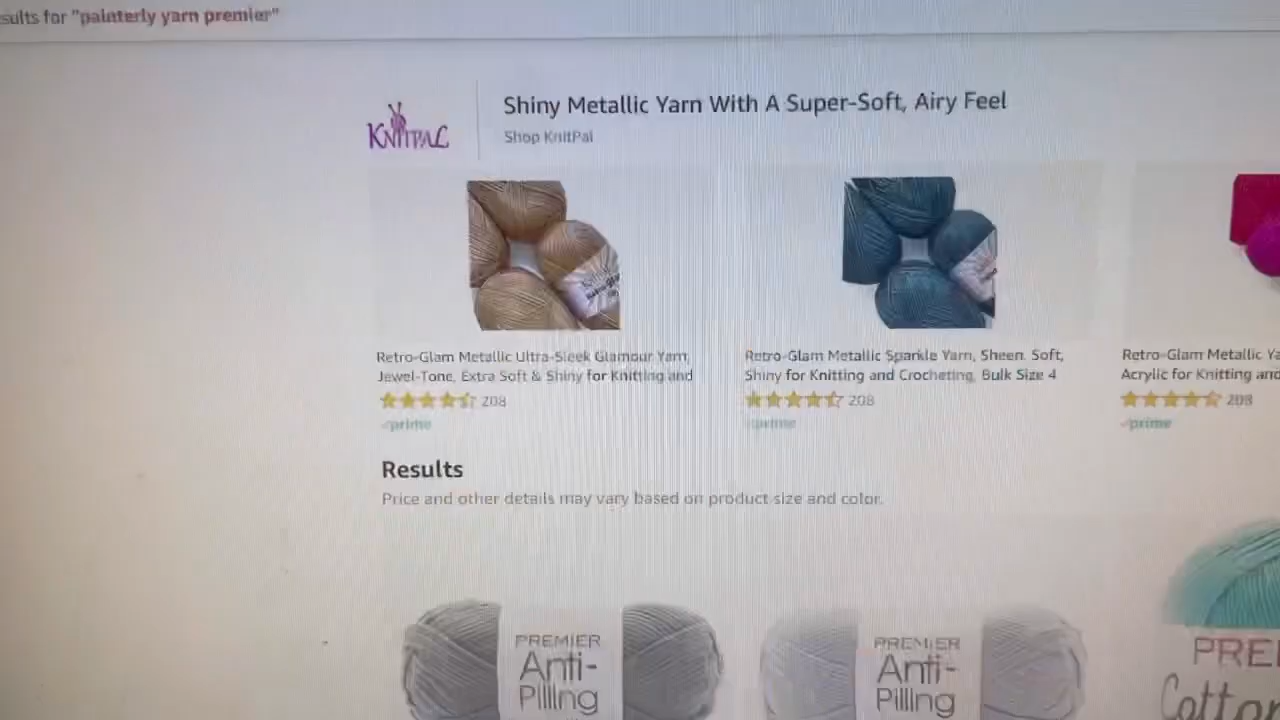 sults for "painterly yarn premier"
KNITPAL
Shiny Metallic Yarn With A Super-Soft, Airy Feel
Shop KnitPal
Retro-Glam Metallic Ultra-Sleek Glamour Yarn,
Jewel-Tone, Extra Soft & Shiny for Knitting and
208
prime
Retro-Glam Metallic Sparkle Yarn, Sheen. Soft,
Shiny for Knitting and Crocheting, Bulk Size 4
208
prime
Retro-Glam Metallic Ya
Acrylic for Knitting and
208
prime
Results
Price and other details may vary based on product size and color.
PREMIER
Anti-
Pilling
PREMIER
Anti-
Pilling
PRE
Cotton